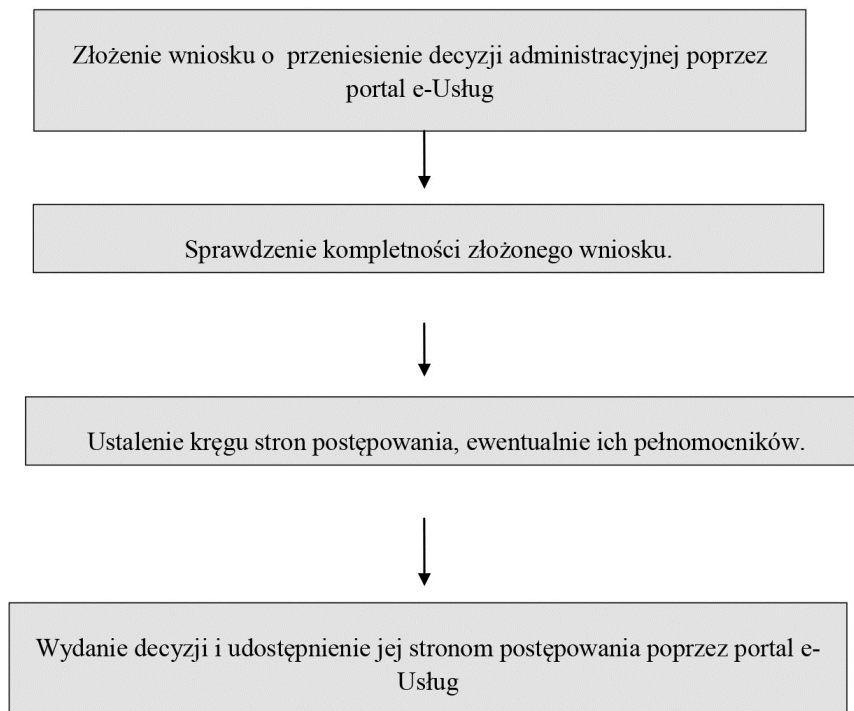 Złożenie wniosku o  przeniesienie decyzji administracyjnej poprzez
portal e-Usług
Sprawdzenie kompletności złożonego wniosku.
Ustalenie kręgu stron postępowania, ewentualnie ich pełnomocników.
Wydanie decyzji i udostępnienie jej stronom postępowania poprzez portal e-
Usług